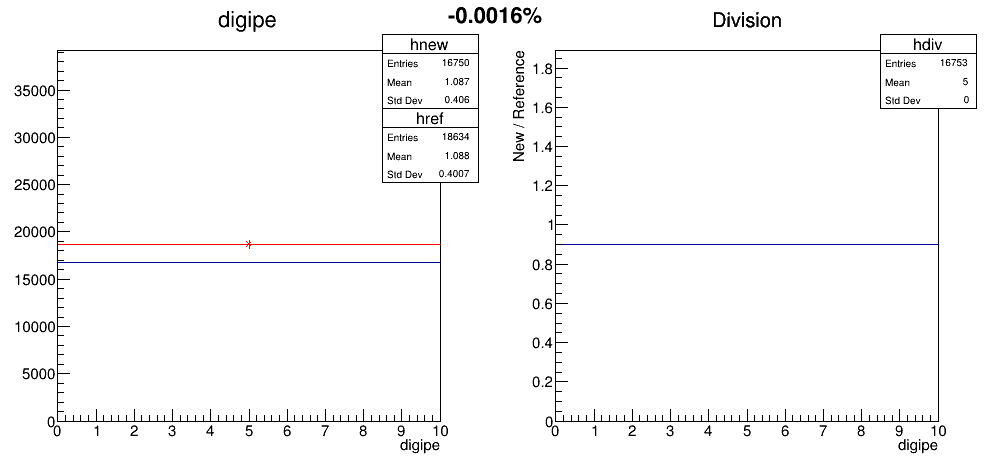 -0.0016%
digipe
hnew
Entries 16750
Mean 1.087
Std Dev 0.406
href
Entries 18634
Mean 1.088
Std Dev 0.4007
35000
30000
25000
20000
15000
10000
5000
0
0 1 2 3 4 5 6 7 8 9 10
digipe
Division
hdiv
Entries 16753
Mean 5
Std Dev 0
New / Reference
1.8
1.6
1.4
1.2
1
0.8
0.6
0.4
0.2
0
0 1 2 3 4 5 6 7 8 9 10
digipe